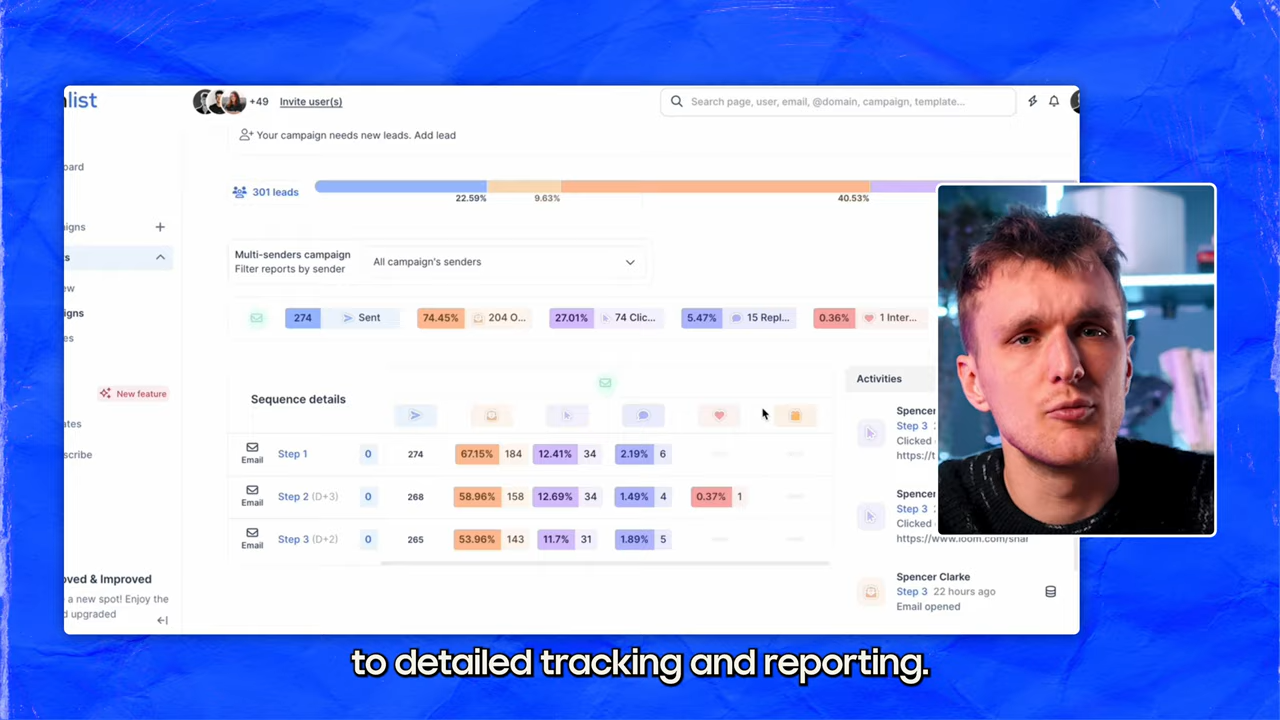 list
+49
Invite user(s)
Search page, user, email, @domain, campaign, template...
Your campaign needs new leads. Add lead
301 leads
22.59%
9.63%
40.53%
Multi-senders campaign
Filter reports by sender
All campaign's senders
274 Sent
74.45% 204 O...
27.01% 74 Clic...
5.47% 15 Repl...
0.36% 1 Inter...
New feature
Sequence details
Email Step 1 0 274 67.15% 184 12.41% 34 2.19% 6
Email Step 2 (D+3) 0 268 58.96% 158 12.69% 34 1.49% 4 0.37% 1
Email Step 3 (D+2) 0 265 53.96% 143 11.7% 31 1.89% 5
Activities
Spencer
Step 3
Clicked
https://t
Spencer
Step 3
Clicked
https://www.loom.com/shar
Spencer Clarke
Step 3 22 hours ago
Email opened
oved & Improved
a new spot! Enjoy the
d upgraded
to detailed tracking and reporting.